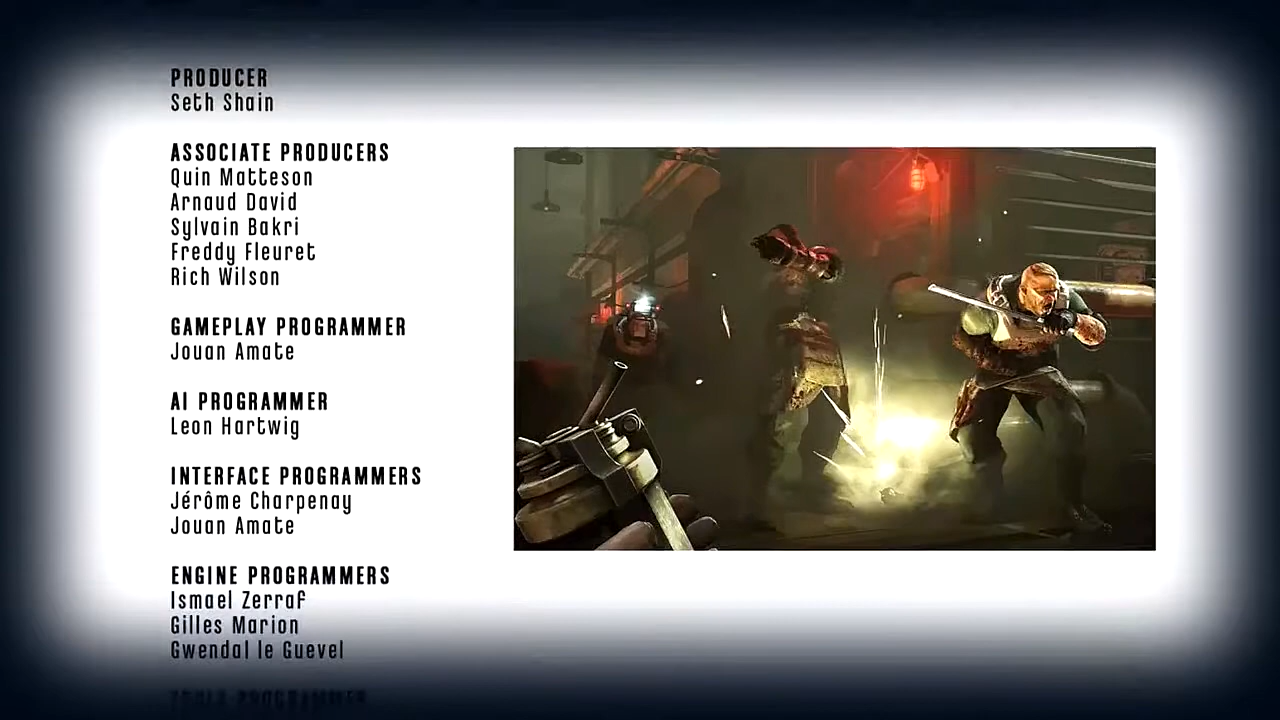 PRODUCER
Seth Shain
ASSOCIATE PRODUCERS
Quin Matteson
Arnaud David
Sylvain Bakri
Freddy Fleuret
Rich Wilson
GAMEPLAY PROGRAMMER
Jouan Amate
AI PROGRAMMER
Leon Hartwig
INTERFACE PROGRAMMERS
Jérôme Charpenay
Jouan Amate
ENGINE PROGRAMMERS
Ismael Zerraf
Gilles Marion
Gwendal le Guevel
TOOLS PROGRAMMER